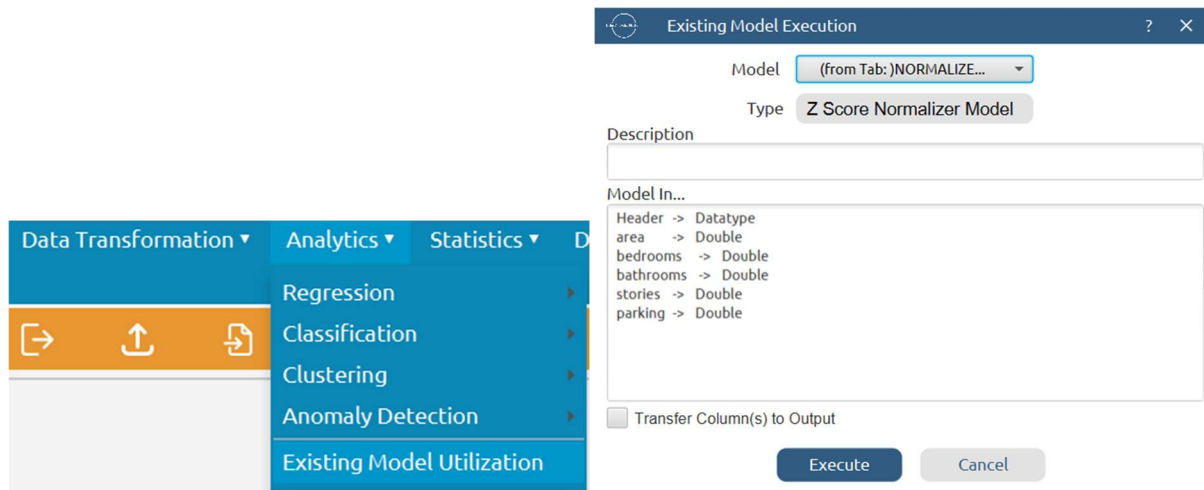 Existing Model Execution ? ×
Model (from Tab: )NORMALIZE...
Type Z Score Normalizer Model
Description
Model In...
Header -> Datatype
area -> Double
bedrooms -> Double
bathrooms -> Double
stories -> Double
parking -> Double
Transfer Column(s) to Output
Execute Cancel
Data Transformation Analytics Statistics D
Regression
Classification
Clustering
Anomaly Detection
Existing Model Utilization